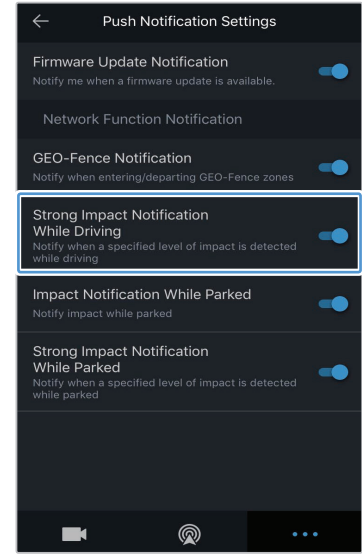 Push Notification Settings
Firmware Update Notification
Notify me when a firmware update is available.
Network Function Notification
GEO-Fence Notification
Notify when entering/departing GEO-Fence zones
Strong Impact Notification
While Driving
Notify when a specified level of impact is detected
while driving
Impact Notification While Parked
Notify impact while parked
Strong Impact Notification
While Parked
Notify when a specified level of impact is detected
while parked